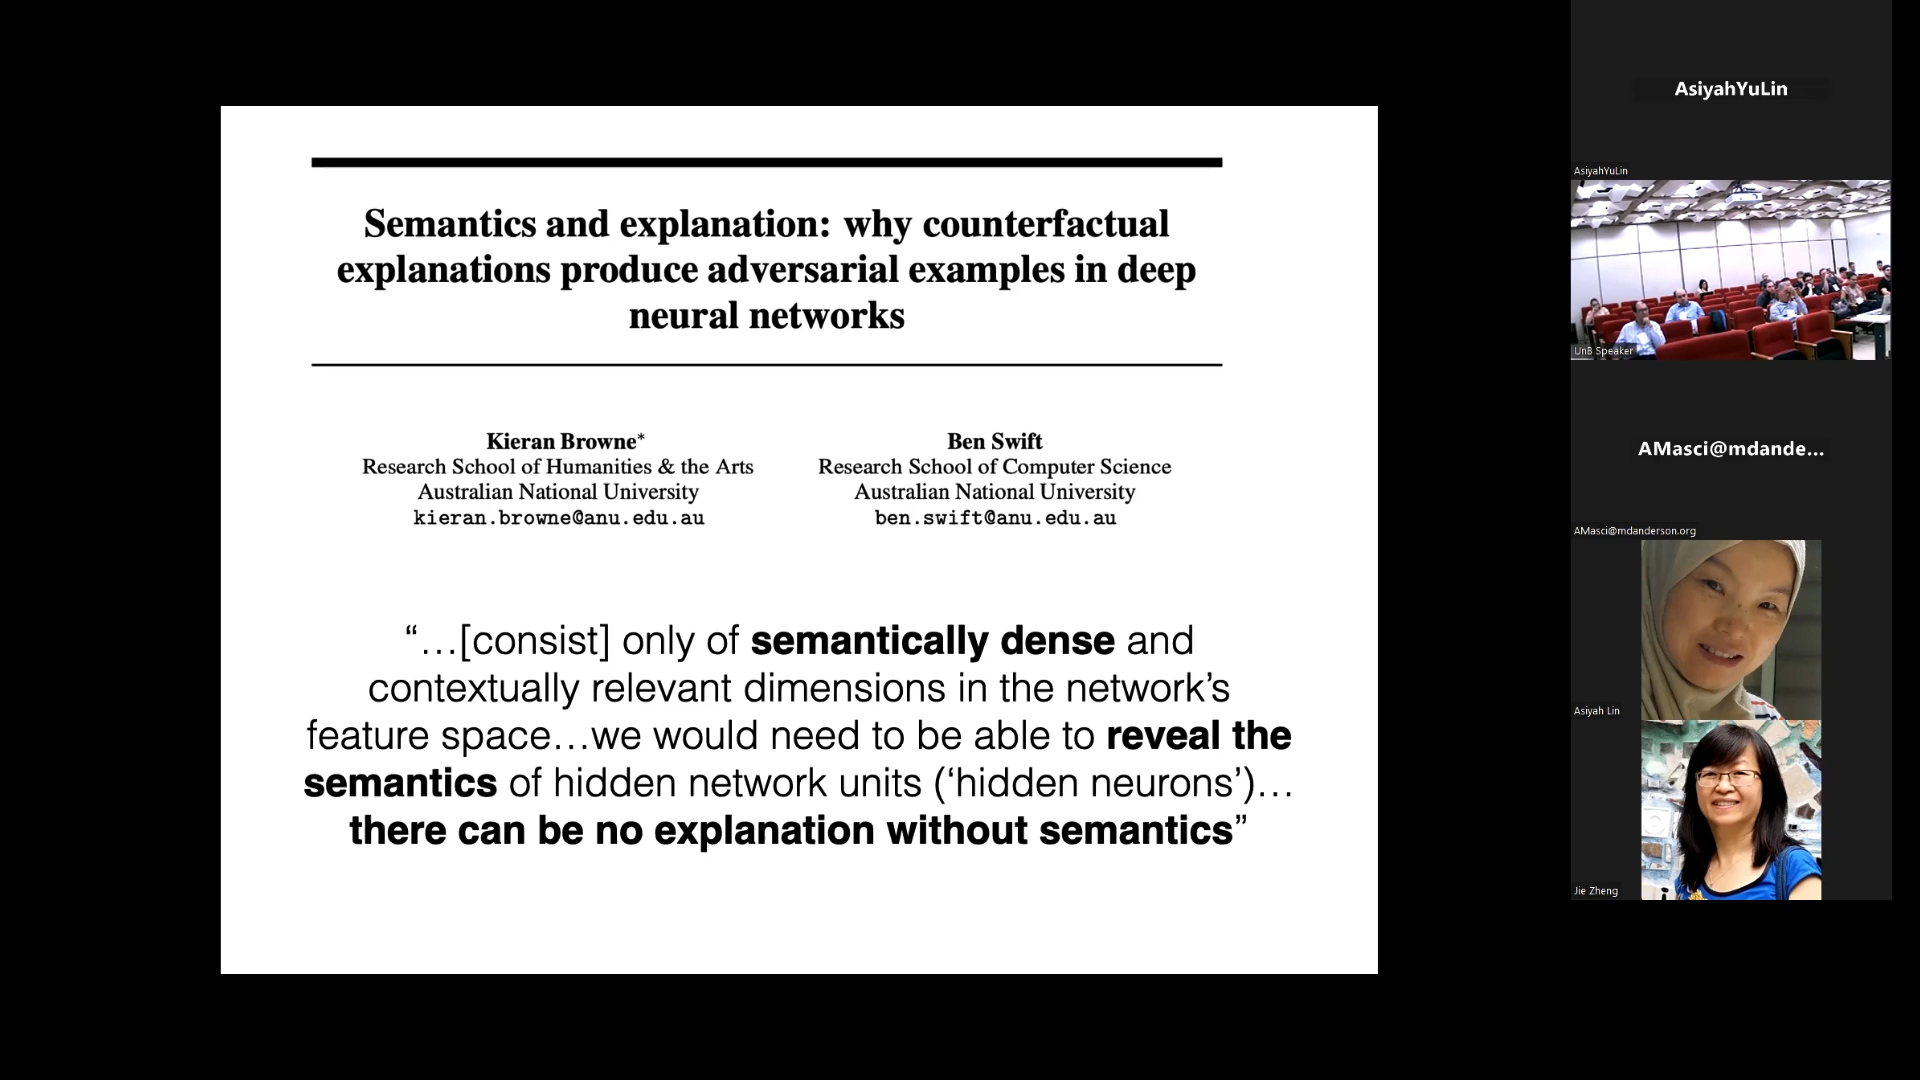 Semantics and explanation: why counterfactual
explanations produce adversarial examples in deep
neural networks
Kieran Browne*
Research School of Humanities & the Arts
Australian National University
kieran.browne@anu.edu.au
Ben Swift
Research School of Computer Science
Australian National University
ben.swift@anu.edu.au
“…[consist] only of semantically dense and
contextually relevant dimensions in the network’s
feature space…we would need to be able to reveal the
semantics of hidden network units (‘hidden neurons’)…
there can be no explanation without semantics”
AsiyahYuLin
AsiyahYuLin
UnB Speaker
AMasci@mdande...
AMasci@mdanderson.org
Asiyah Lin
Jie Zheng